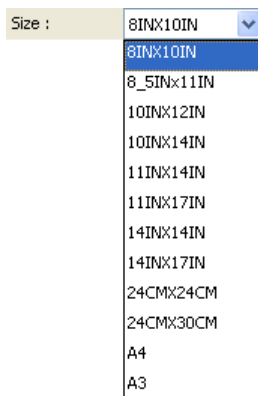 Size : 8INX10IN
8INX10IN
8_5INx11IN
10INX12IN
10INX14IN
11INX14IN
11INX17IN
14INX14IN
14INX17IN
24CMX24CM
24CMX30CM
A4
A3